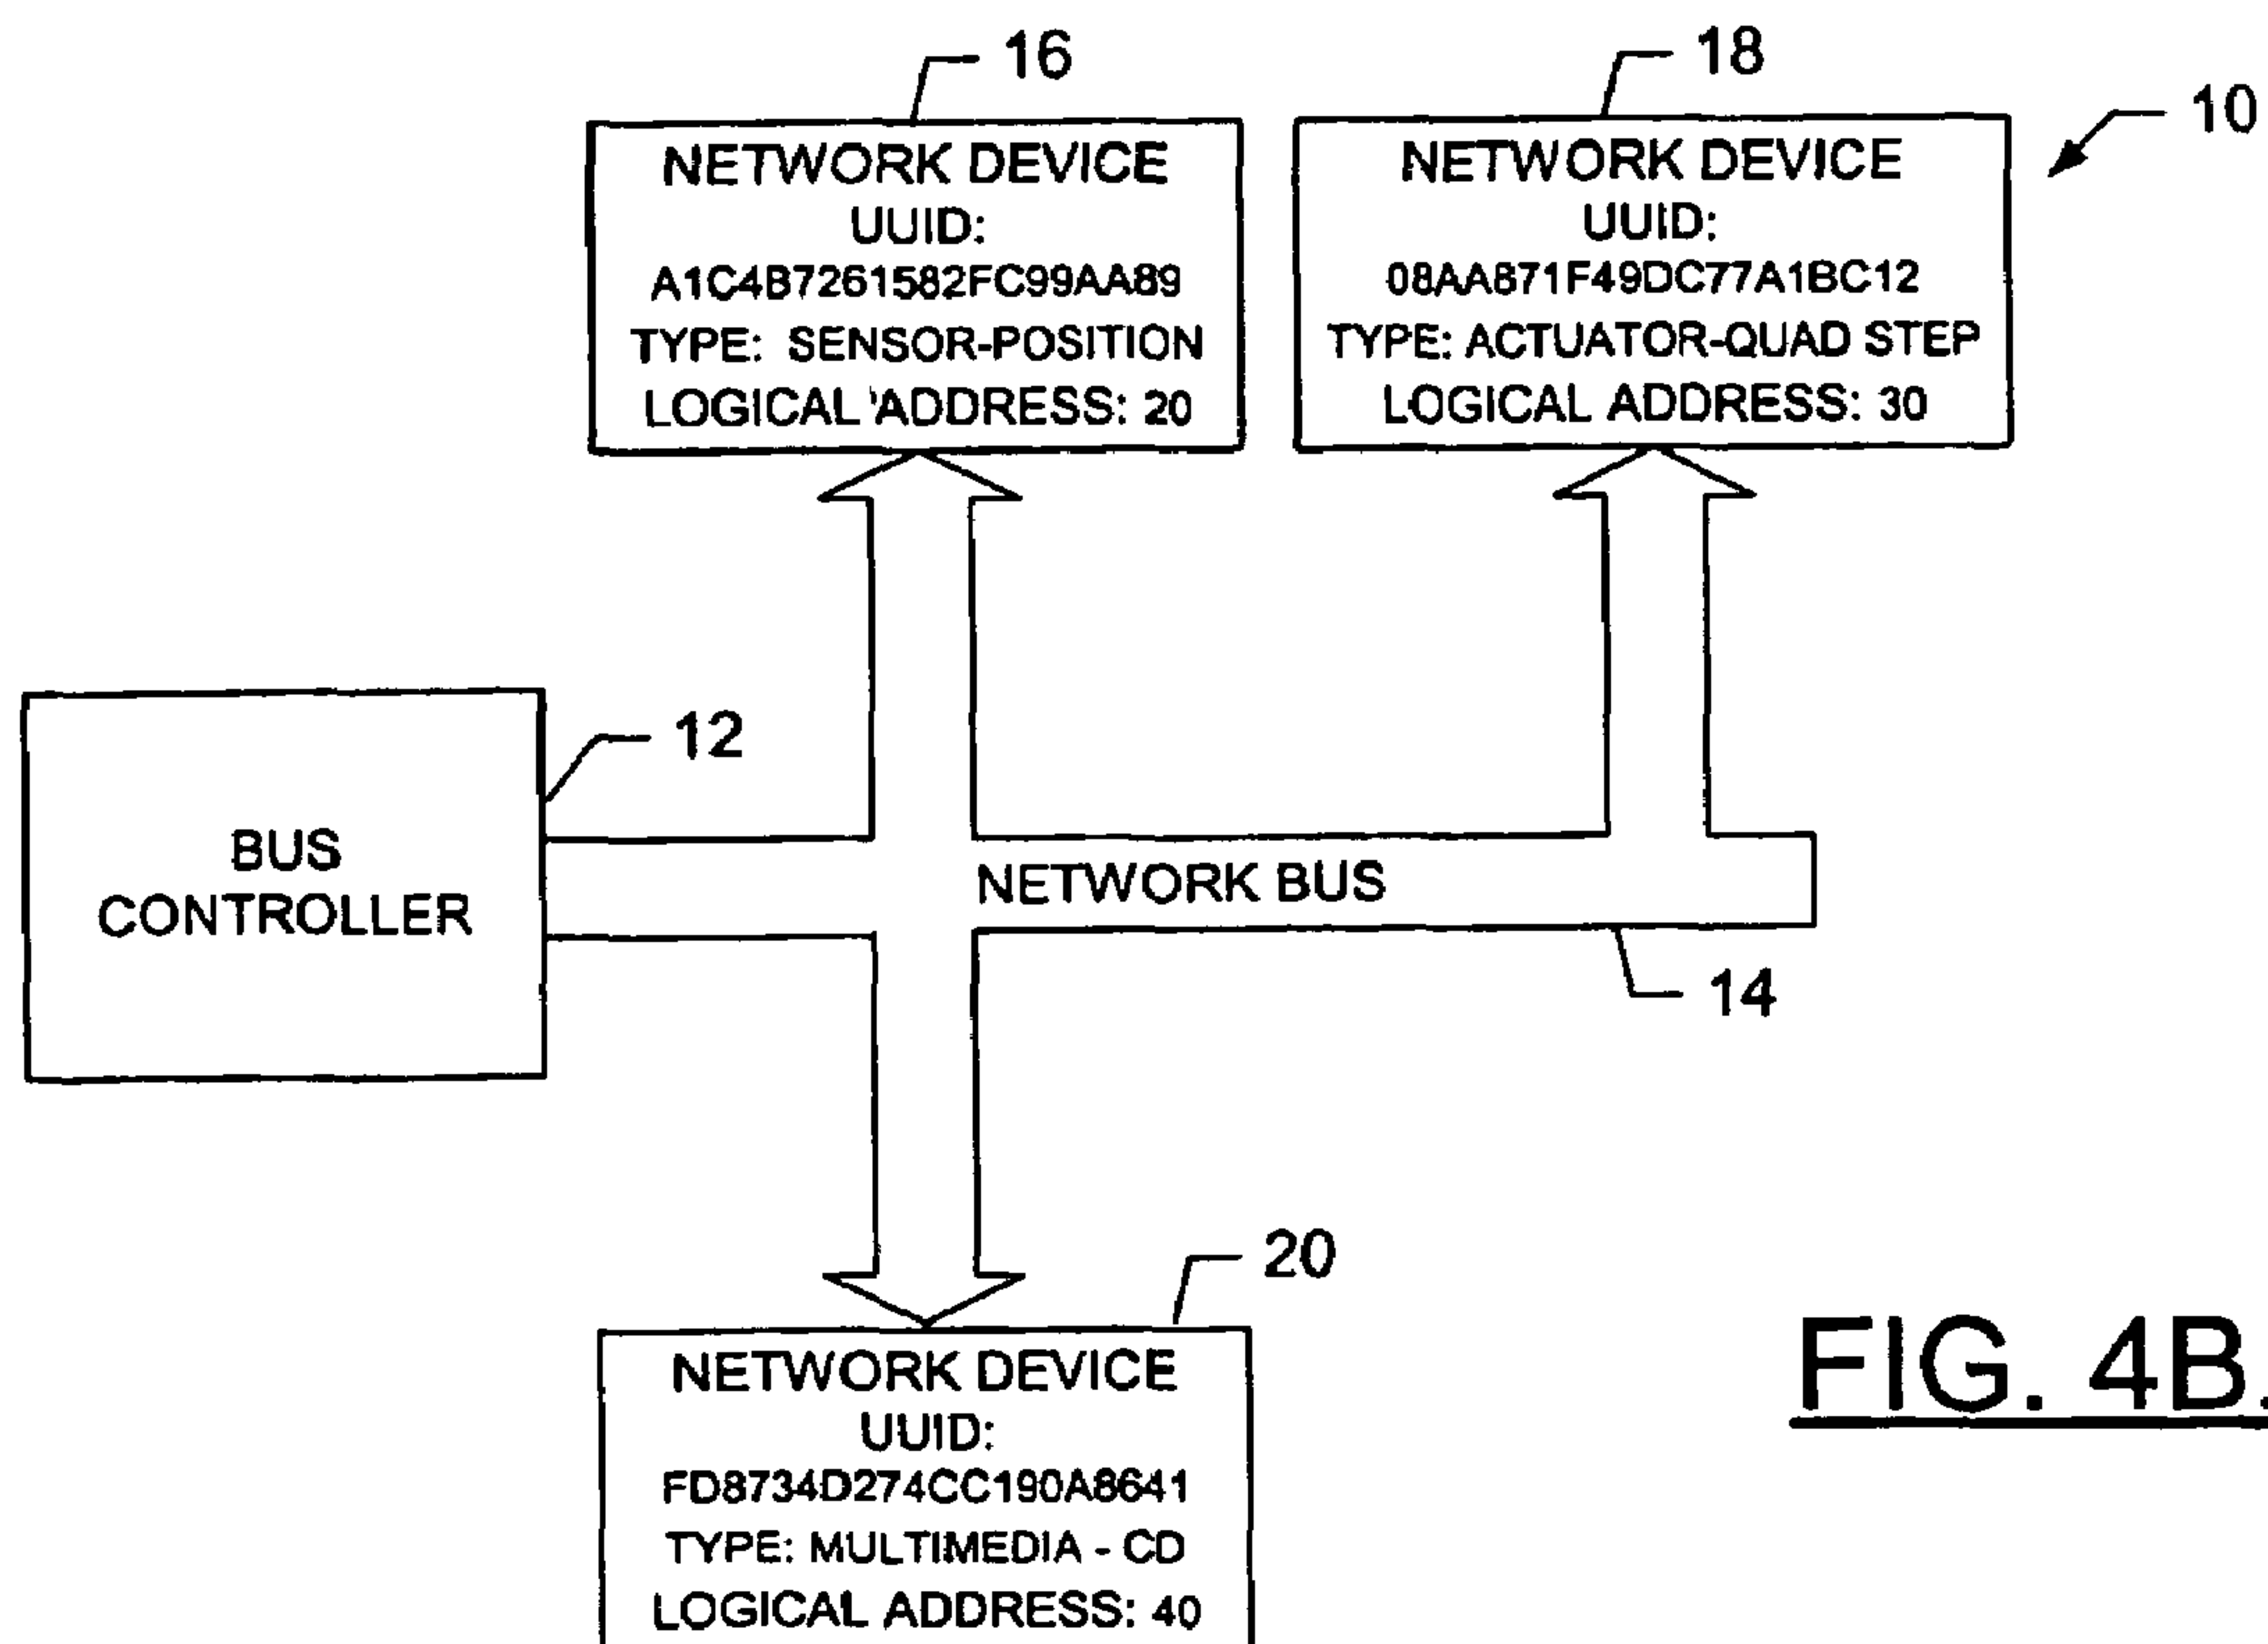 16
18
10
NETWORK DEVICE
UUID:
A1C4B7261582FC99AA89
TYPE: SENSOR-POSITION
LOGICAL ADDRESS: 20
NETWORK DEVICE
UUID:
08AA871F49DC77A1BC12
TYPE: ACTUATOR-QUAD STEP
LOGICAL ADDRESS: 30
12
BUS
CONTROLLER
NETWORK BUS
14
20
NETWORK DEVICE
UUID:
FD8734D274CC190A8641
TYPE: MULTIMEDIA - CD
LOGICAL ADDRESS: 40
FIG. 4B.